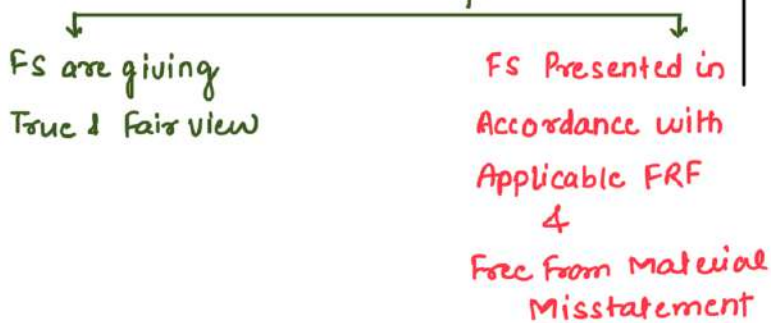 FS are giving
True & Fair view
FS Presented in
Accordance with
Applicable FRF
&
Free From Material
Misstatement